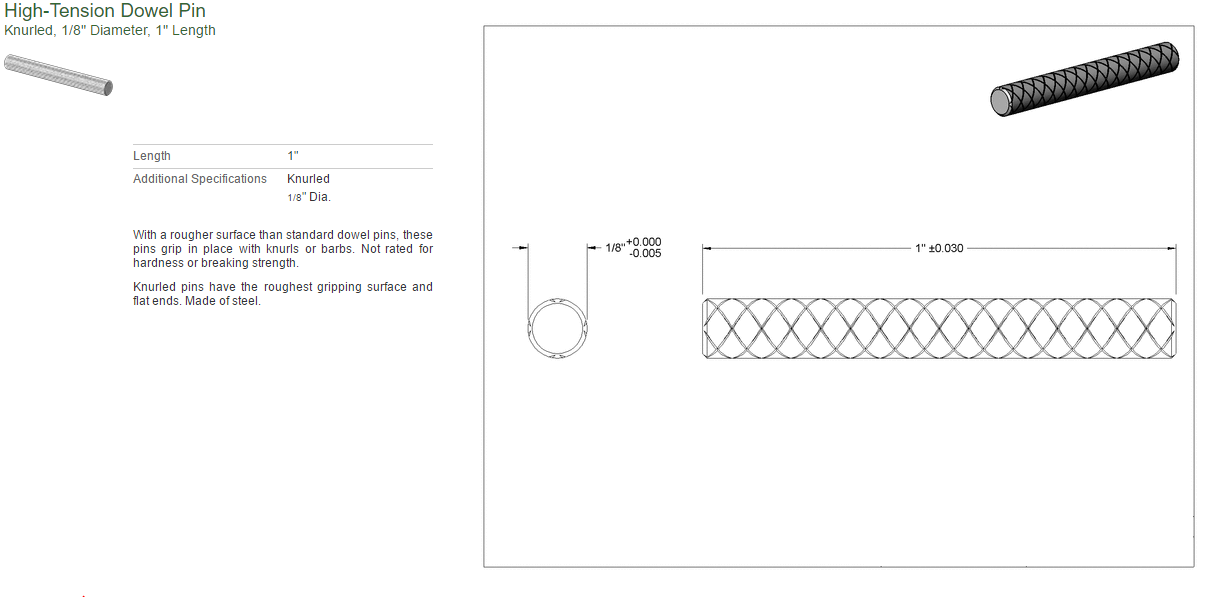 High-Tension Dowel Pin
Knurled, 1/8" Diameter, 1" Length
Length 1"
Additional Specifications Knurled
1/8" Dia.
With a rougher surface than standard dowel pins, these
pins grip in place with knurls or barbs. Not rated for
hardness or breaking strength.
Knurled pins have the roughest gripping surface and
flat ends. Made of steel.
1/8" +0.000
-0.005
1" ±0.030